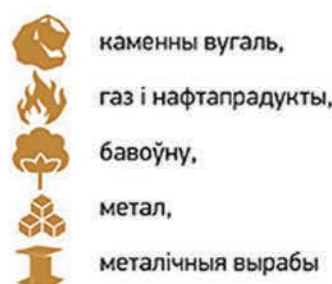 каменны вугаль,
газ і нафтапрадукты,
бавоўну,
метал,
металічныя вырабы